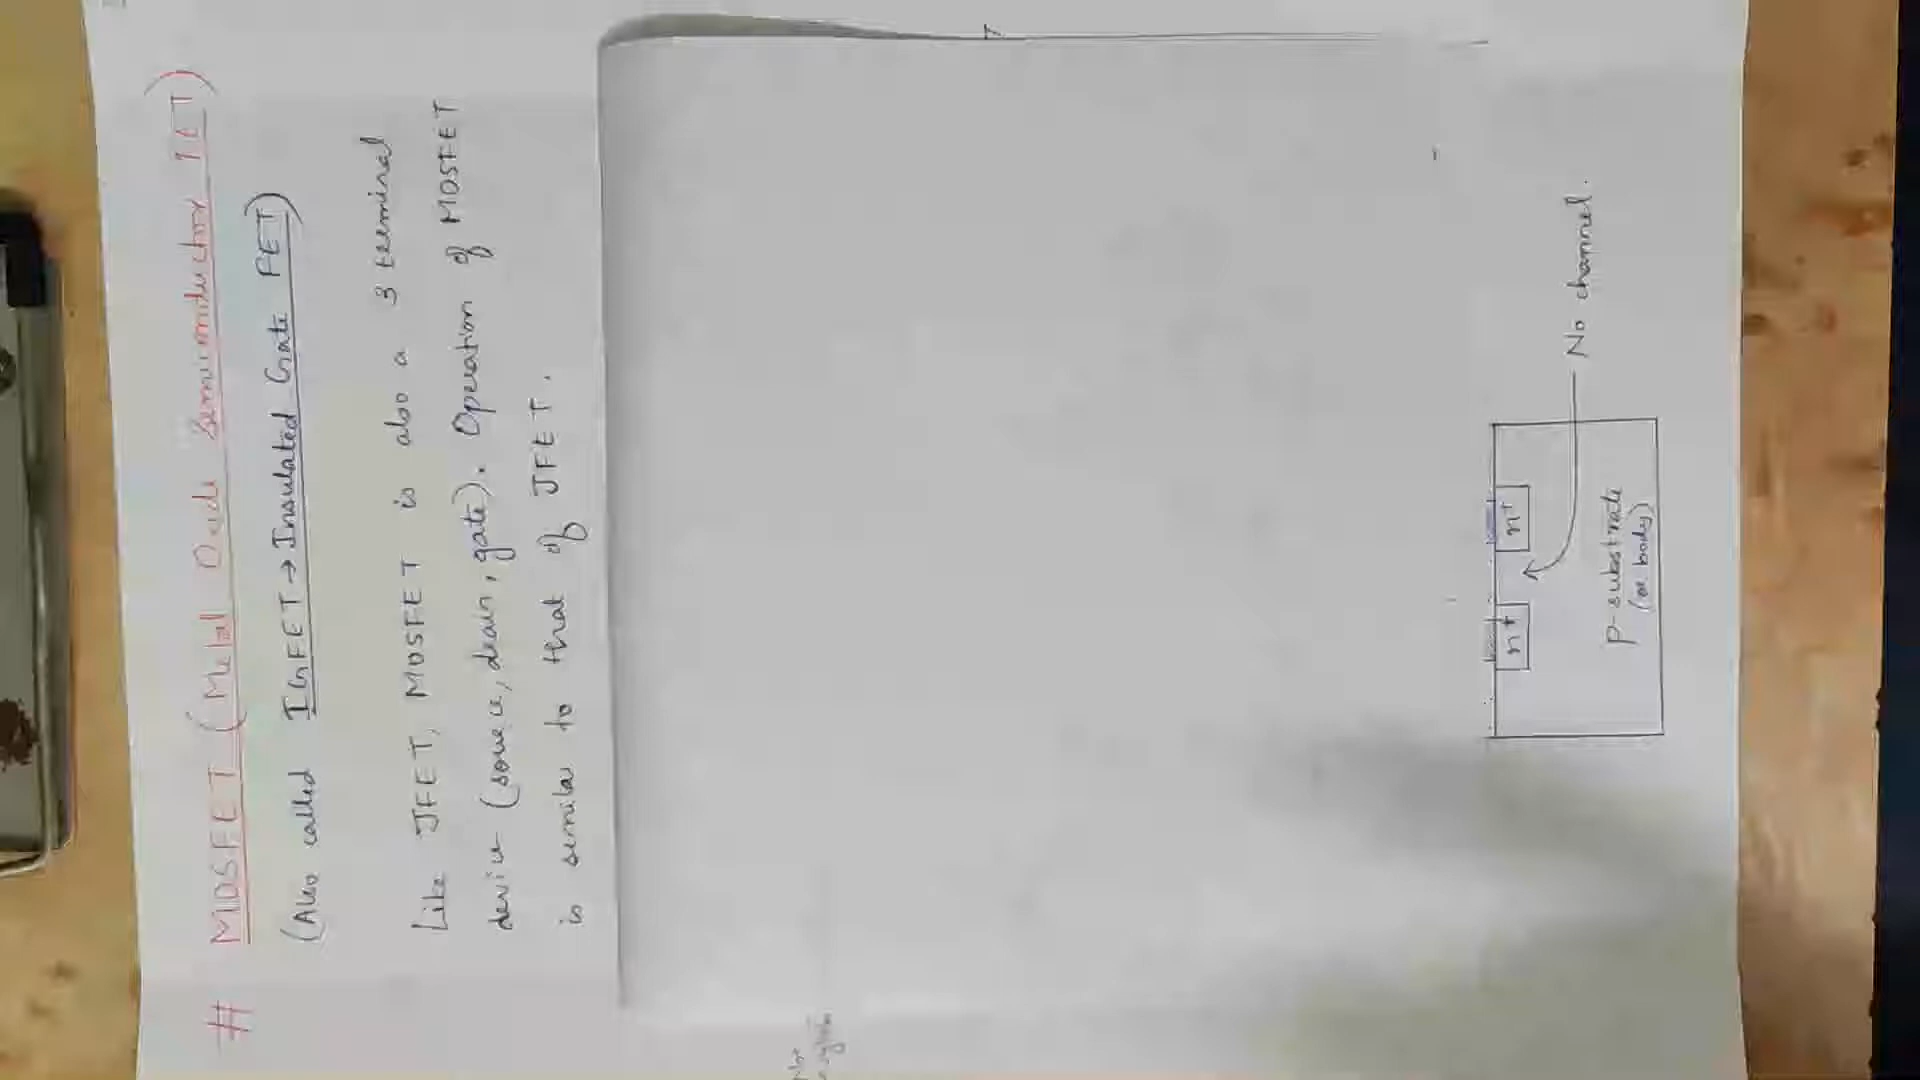 # MOSFET (Metal Oxide Semiconductor FET)
(Also called IGFET → Insulated Gate FET)
Like JFET, MOSFET is also a 3 terminal
device (source, drain, gate). Operation of MOSFET
is similar to that of JFET.
No channel.
n+ n+
P-substrate
(or body)